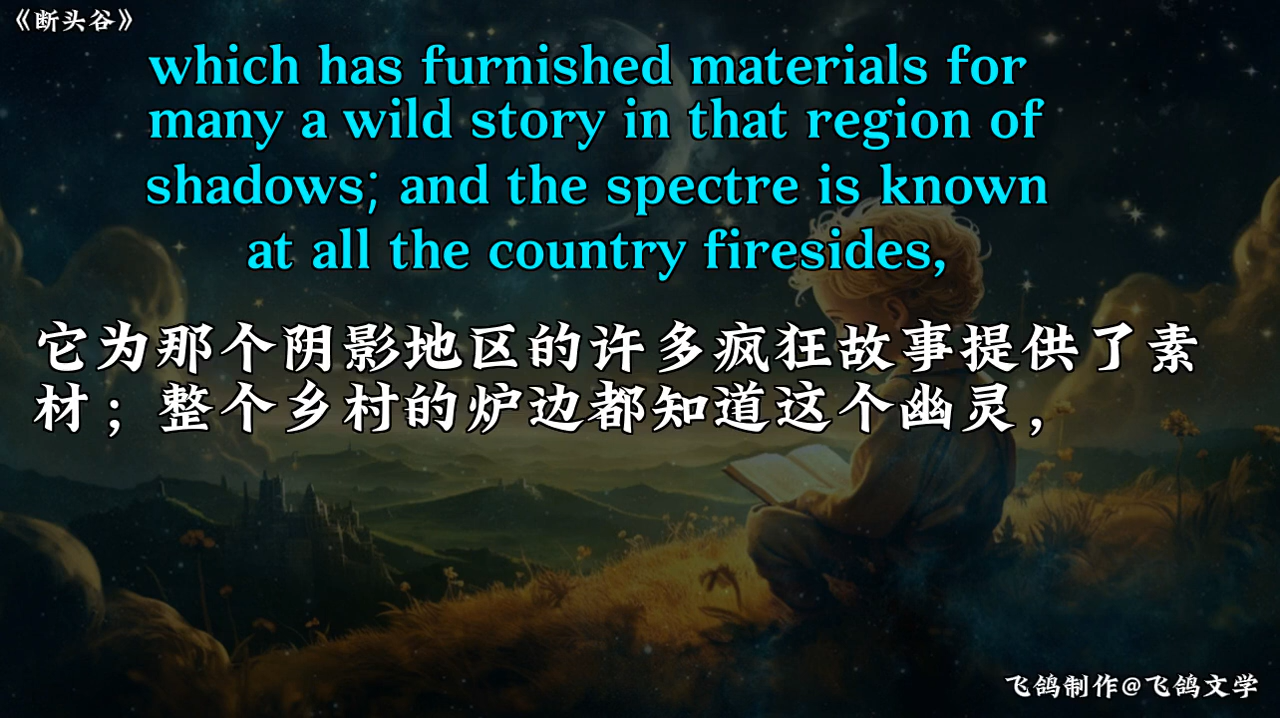 《断头谷》
which has furnished materials for
many a wild story in that region of
shadows; and the spectre is known
at all the country firesides,
它为那个阴影地区的许多疯狂故事提供了素
材；整个乡村的炉边都知道这个幽灵，
飞鸽制作@飞鸽文学